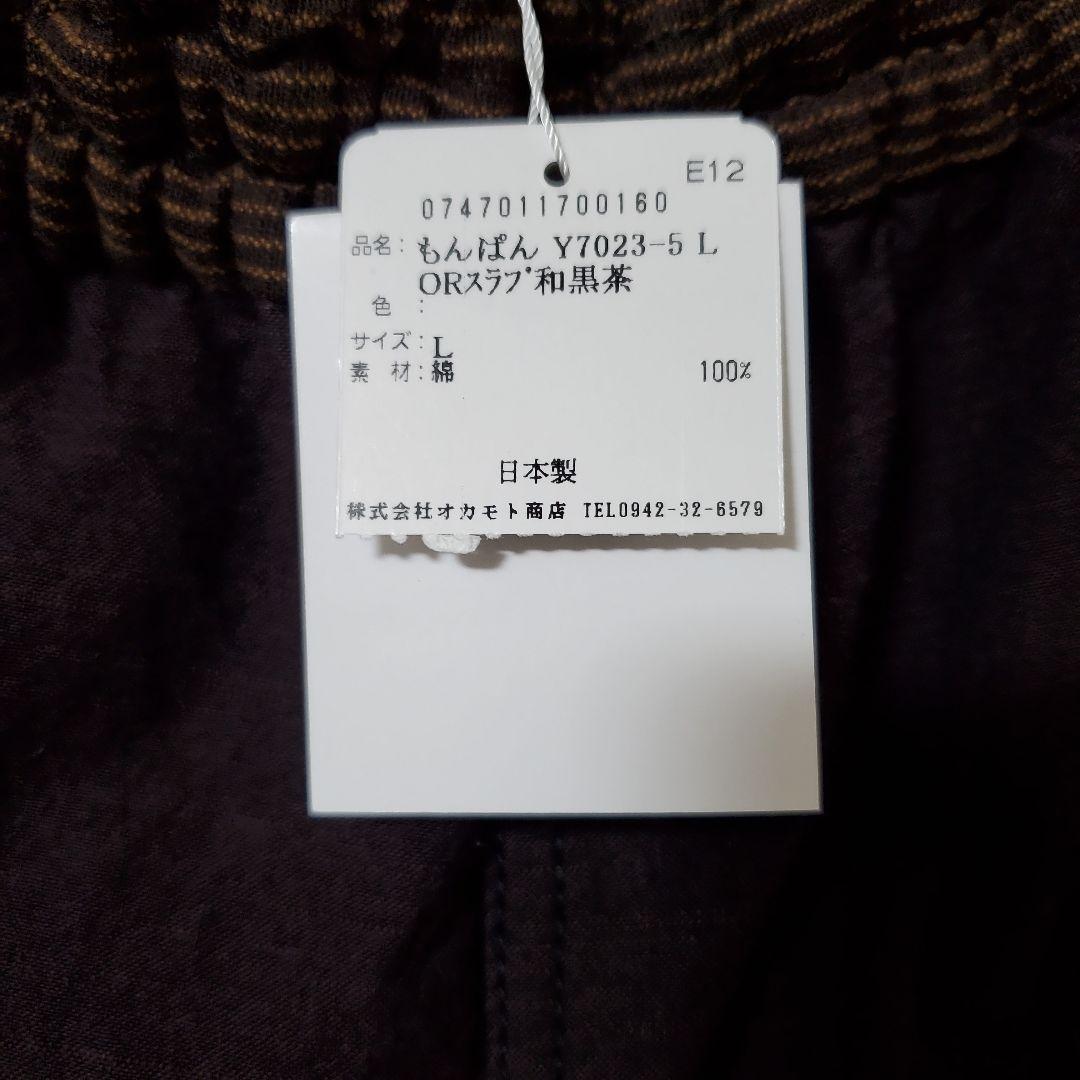 E12
0747011700160
品名：もんぱん Y7023-5 L
ORｽﾗﾌﾞ和黒茶
色：
サイズ：L
素 材：綿 100%
日本製
株式会社オカモト商店 TEL0942-32-6579